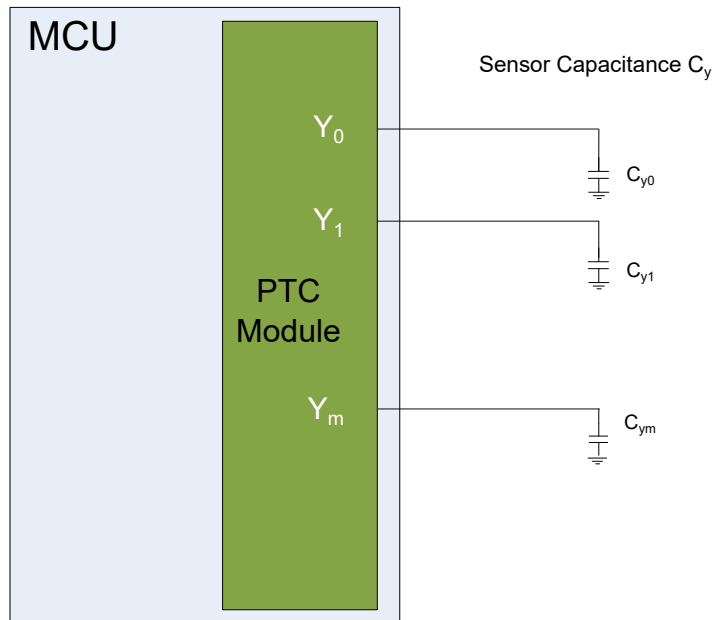 MCU
Sensor Capacitance Cy
Y0
Cy0
Y1
Cy1
PTC
Module
Ym
Cym